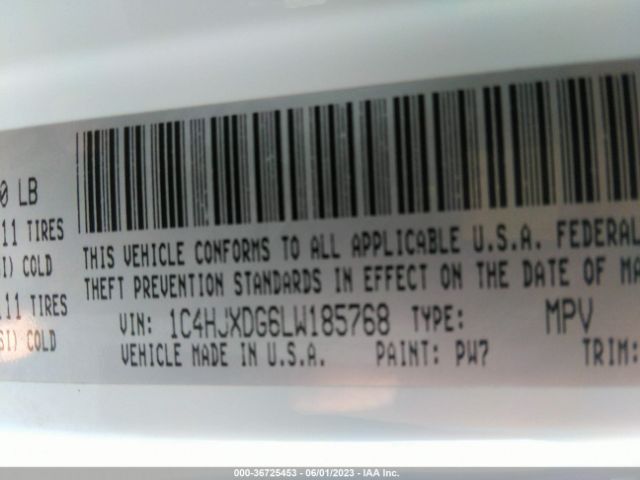 0 LB
11 TIRES
SI) COLD
111 TIRES
SI) COLD
THIS VEHICLE CONFORMS TO ALL APPLICABLE U.S.A. FEDERAL
THEFT PREVENTION STANDARDS IN EFFECT ON THE DATE OF MA
VIN: 1C4HJXDG6LW185768 TYPE: MPV
VEHICLE MADE IN U.S.A. PAINT: PW7 TRIM:
000-36725453 - 06/01/2023 - IAA Inc.